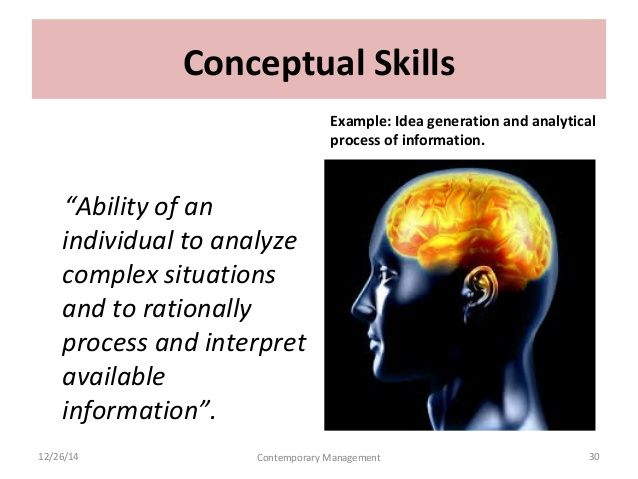 Conceptual Skills
Example: Idea generation and analytical
process of information.
“Ability of an
individual to analyze
complex situations
and to rationally
process and interpret
available
information”.
12/26/14
Contemporary Management
30